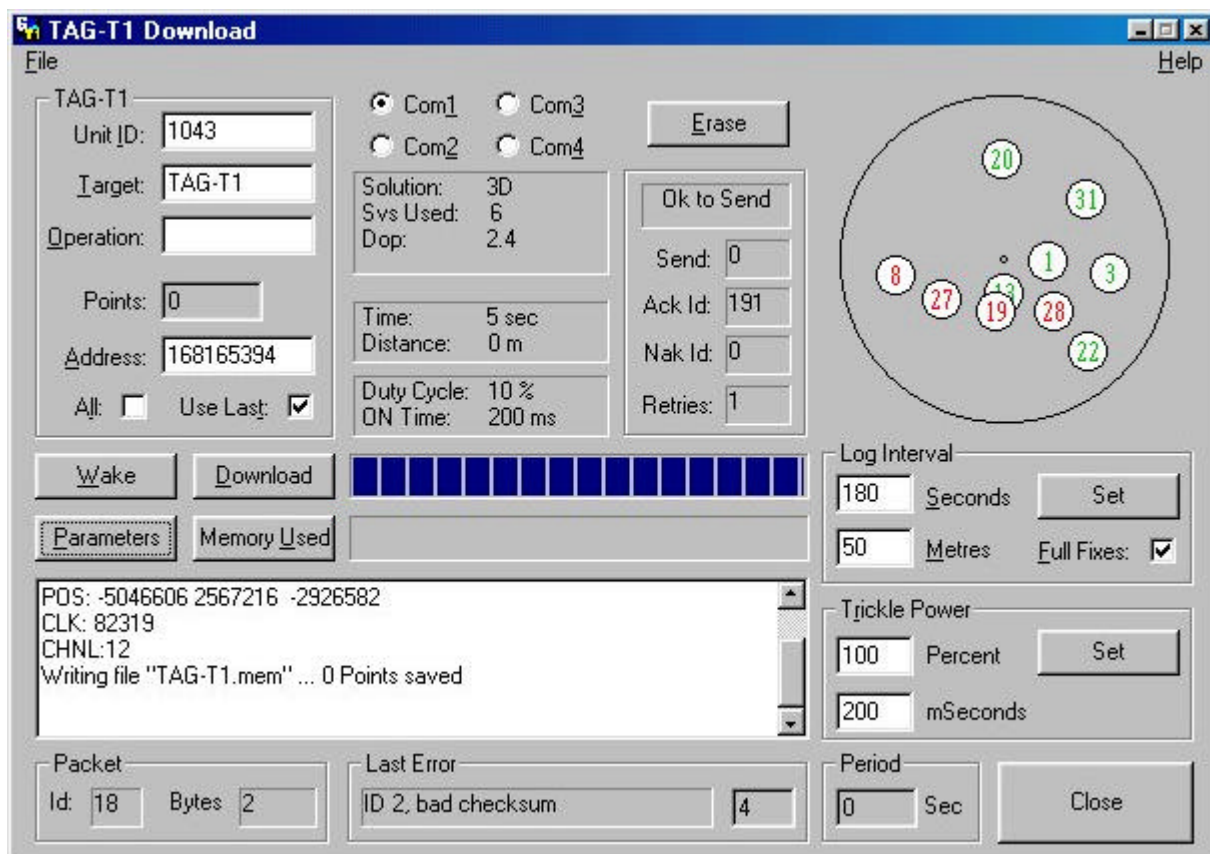 TAG-T1 Download
File
Help
TAG-T1
Unit ID: 1043
Target: TAG-T1
Operation:
Points: 0
Address: 168165394
All:
Use Last:
Com1
Com3
Com2
Com4
Solution: 3D
Svs Used: 6
Dop: 2.4
Time: 5 sec
Distance: 0 m
Duty Cycle: 10 %
ON Time: 200 ms
Erase
Ok to Send
Send: 0
Ack Id: 191
Nak Id: 0
Retries: 1
20
31
1
3
8
27
13
19
28
22
Wake
Download
Parameters
Memory Used
Log Interval
180 Seconds
Set
50 Metres
Full Fixes:
POS: -5046606 2567216 -2926582
CLK: 82319
CHNL:12
Writing file "TAG-T1.mem" ... 0 Points saved
Trickle Power
100 Percent
Set
200 mSeconds
Packet
Id: 18
Bytes 2
Last Error
ID 2, bad checksum
4
Period
0 Sec
Close